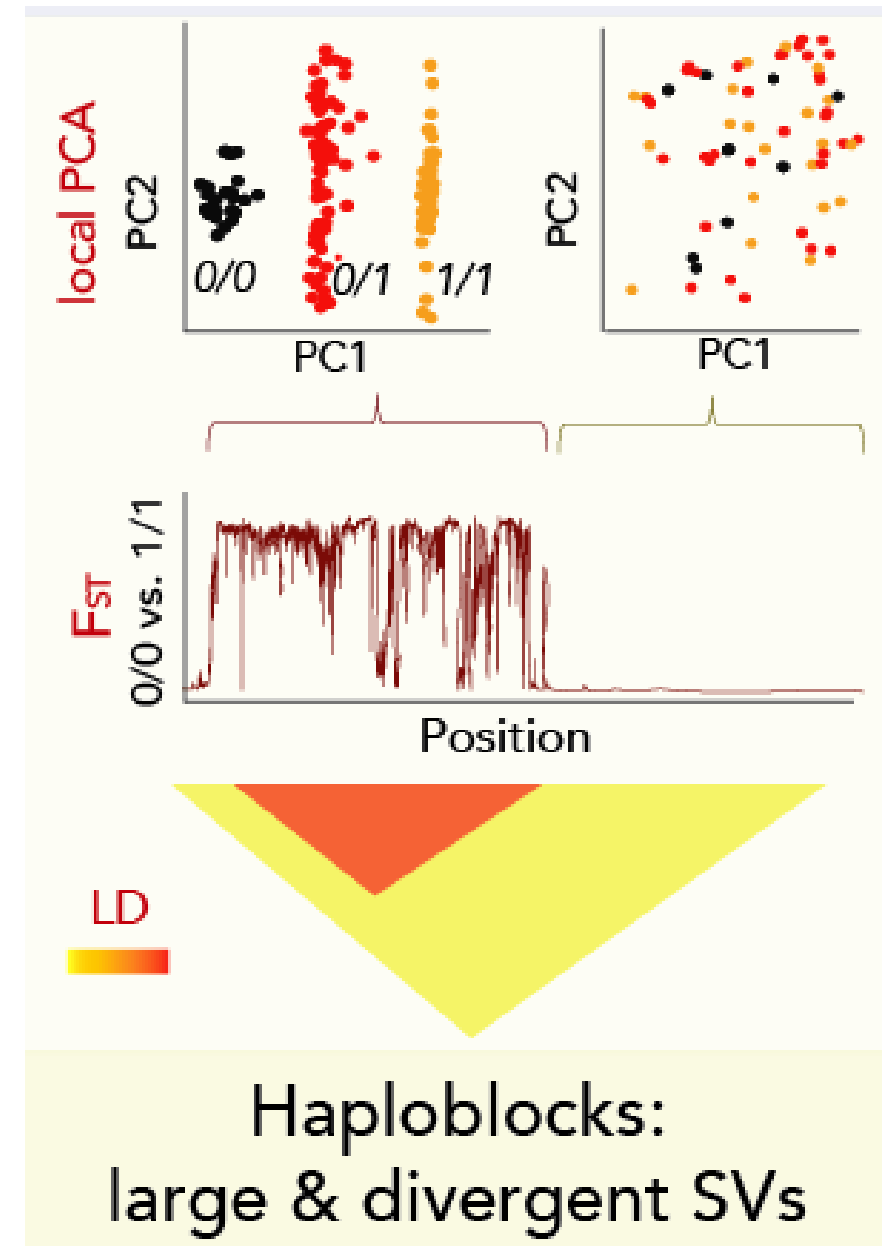 local PCA
PC2
0/0
0/1
1/1
PC1
PC2
PC1
FST
0/0 vs. 1/1
Position
LD
Haploblocks:
large & divergent SVs